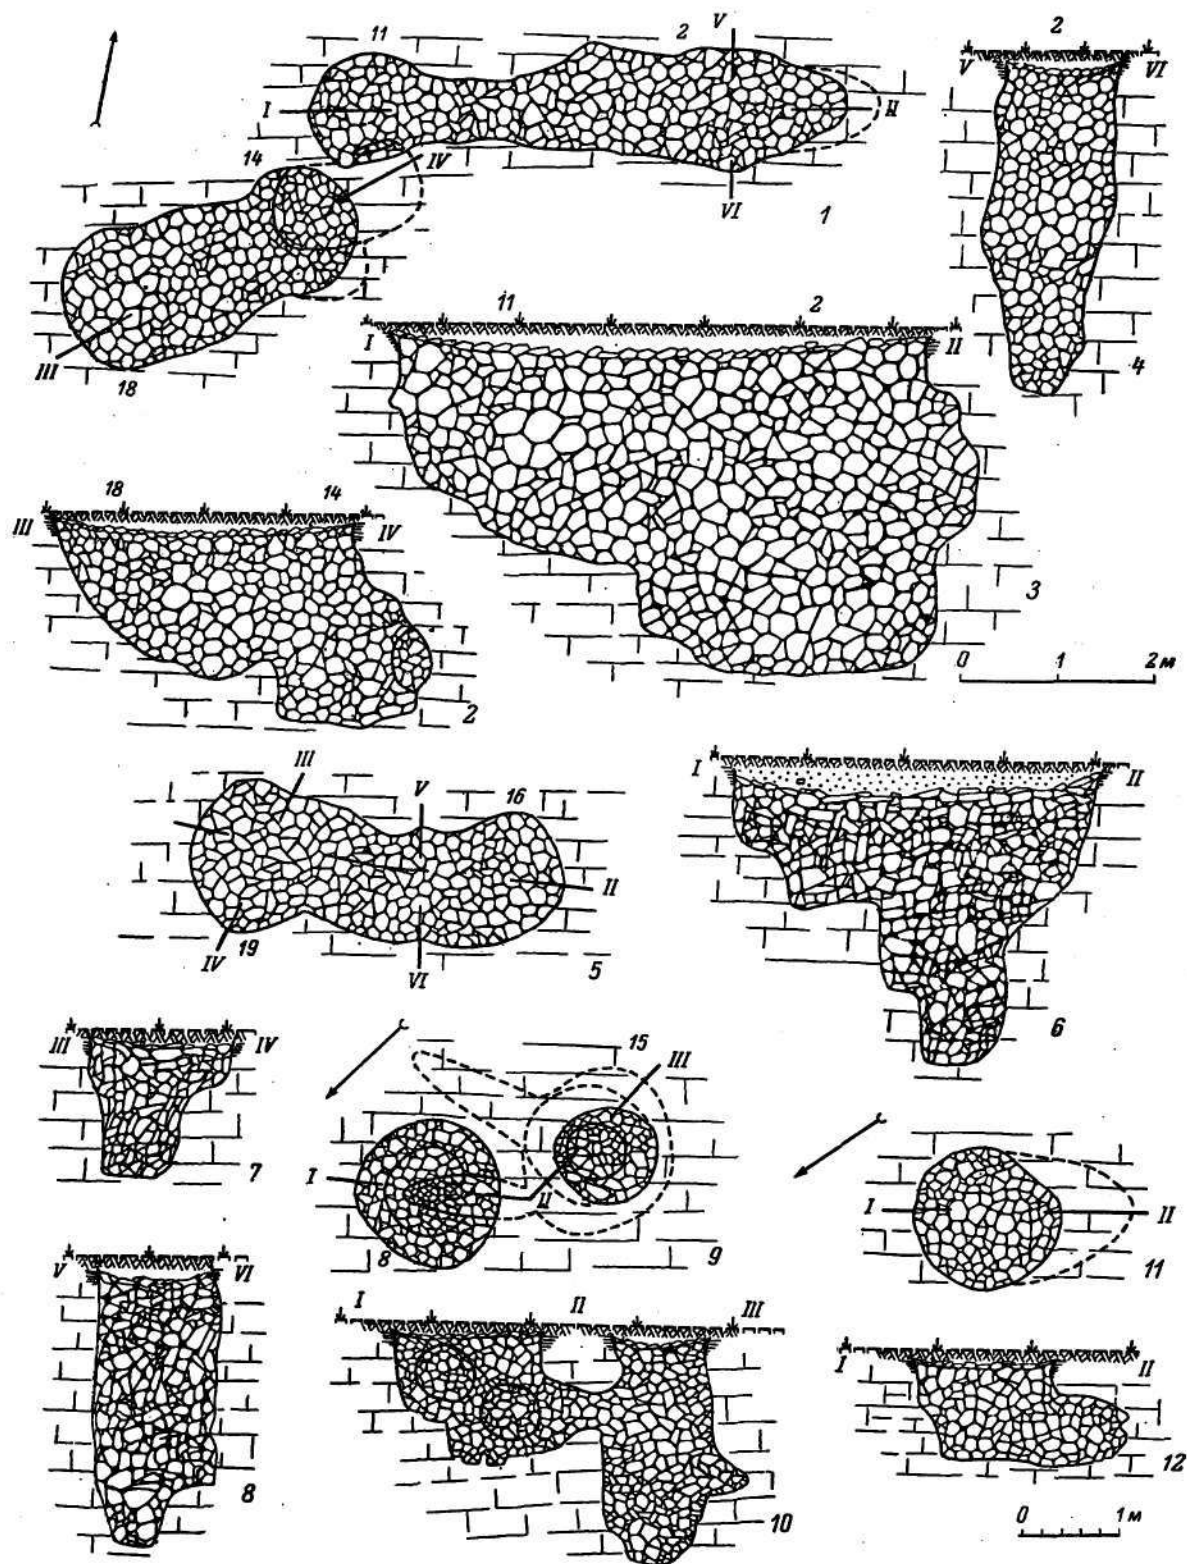 11 2 V
I II
14 IV
VI 1
III 18
2
V VI
4
11 2
I II
3
0 1 2 м
18 14
III IV
2
III V 16
II
19
IV VI 5
I II
6
III IV
7
15 III
I II
8 9
I II
11
V VI
8
I II III
10
I II
12
0 1 м